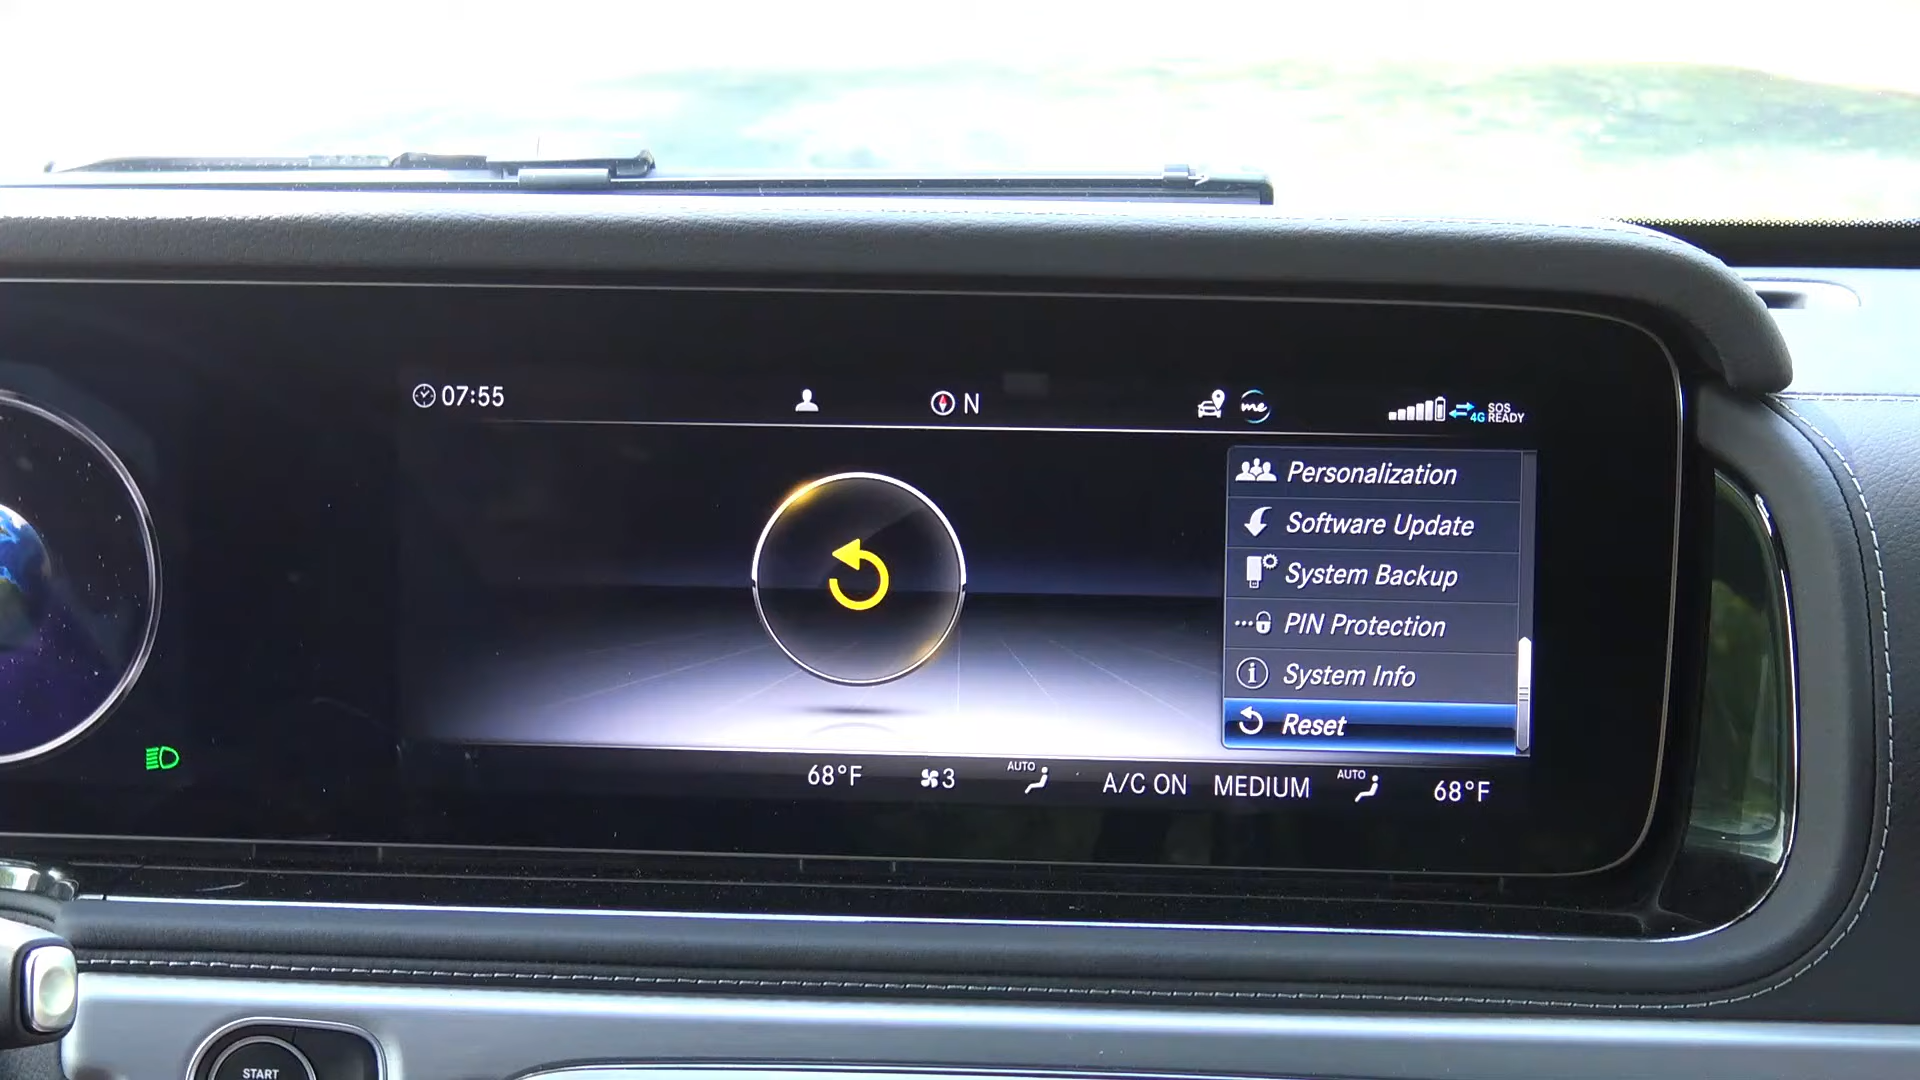 07:55
N
me
4G
SOS
READY
Personalization
Software Update
System Backup
PIN Protection
System Info
Reset
68°F
3
AUTO
A/C ON
MEDIUM
AUTO
68°F
START